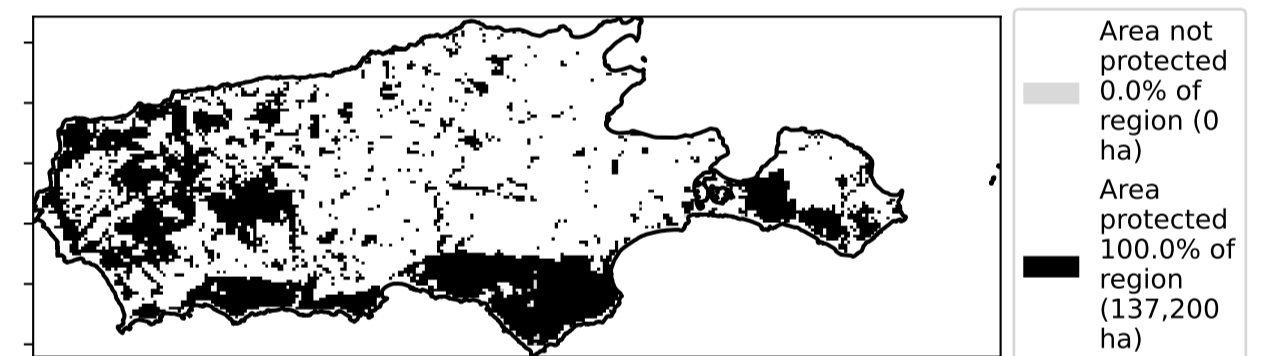 Area not
protected
0.0% of
region (0
ha)
Area
protected
100.0% of
region
(137,200
ha)